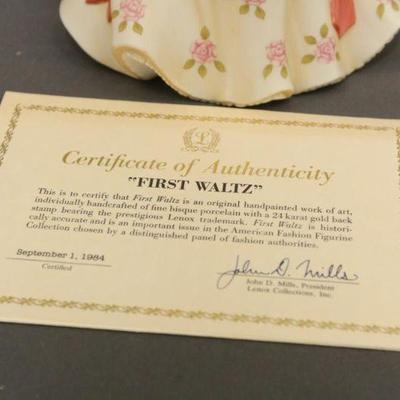 L
Certificate of Authenticity
"FIRST WALTZ"
This is to certify that First Waltz is an original handpainted work of art,
individually handcrafted of fine bisque porcelain with a 24 karat gold back
stamp bearing the prestigious Lenox trademark. First Waltz is histori-
cally accurate and is an important issue in the American Fashion Figurine
Collection chosen by a distinguished panel of fashion authorities.
September 1, 1984
Certified
John D. Mills
John D. Mills, President
Lenox Collections, Inc.